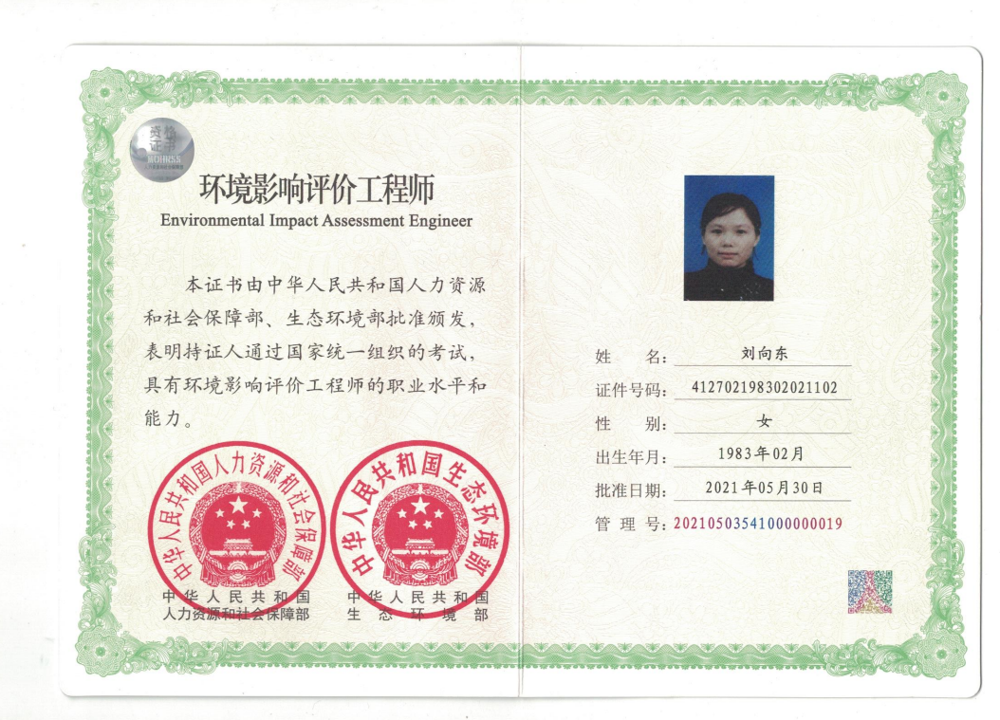 资格
证书
MOHRSS
环境影响评价工程师
Environmental Impact Assessment Engineer
本证书由中华人民共和国人力资源
和社会保障部、生态环境部批准颁发，
表明持证人通过国家统一组织的考试，
具有环境影响评价工程师的职业水平和
能力。
中华人民共和国人力资源和社会保障部
中华人民共和国生态环境部
中华人民共和国
人力资源和社会保障部
中华人民共和国
生态环境部
姓 名：刘向东
证件号码：412702198302021102
性 别：女
出生年月：1983年02月
批准日期：2021年05月30日
管 理 号：20210503541000000019